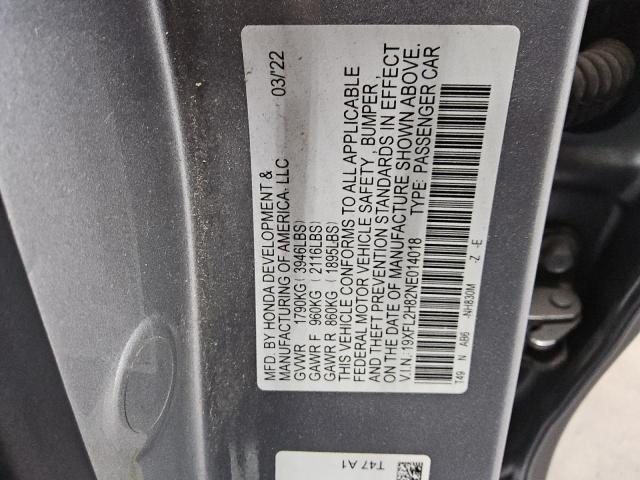 MFD. BY HONDA DEVELOPMENT &
MANUFACTURING OF AMERICA, LLC 03/'22
GVWR 1790KG (3946LBS)
GAWR F 960KG (2116LBS)
GAWR R 860KG (1895LBS)
THIS VEHICLE CONFORMS TO ALL APPLICABLE
FEDERAL MOTOR VEHICLE SAFETY, BUMPER,
AND THEFT PREVENTION STANDARDS IN EFFECT
ON THE DATE OF MANUFACTURE SHOWN ABOVE.
V.I.N: 19XFL2H82NE014018 TYPE: PASSENGER CAR
T49 N AB6 -NH830M -Z -E
T47 A1